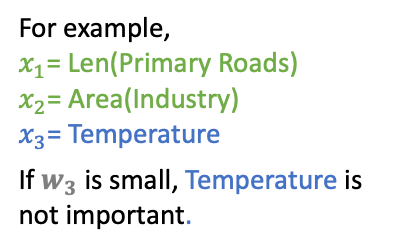 For example,
x₁= Len(Primary Roads)
x₂= Area(Industry)
x₃= Temperature
If w₃ is small, Temperature is
not important.